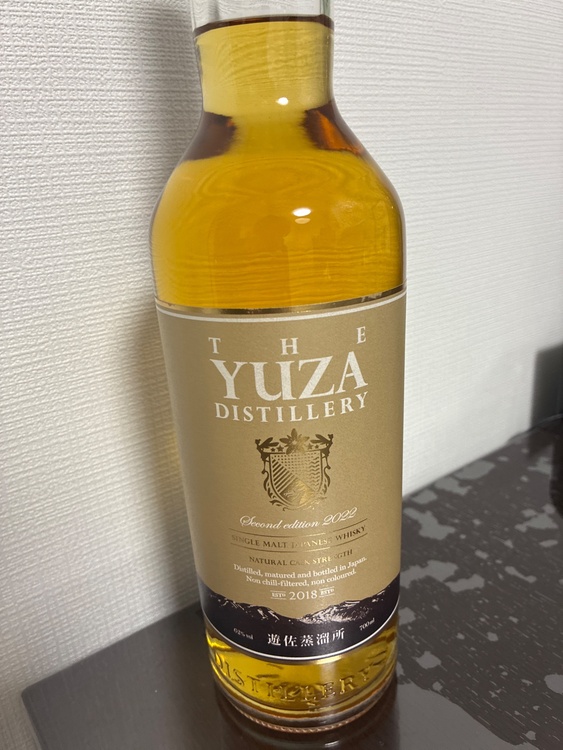 THE
YUZA
DISTILLERY
Second edition 2022
SINGLE MALT JAPANESE WHISKY
NATURAL CASK STRENGTH
Distilled, matured and bottled in Japan.
Non chill-filtered, non coloured.
ESTD 2018 ESTD
遊佐蒸溜所
700ml
DISTILLERY